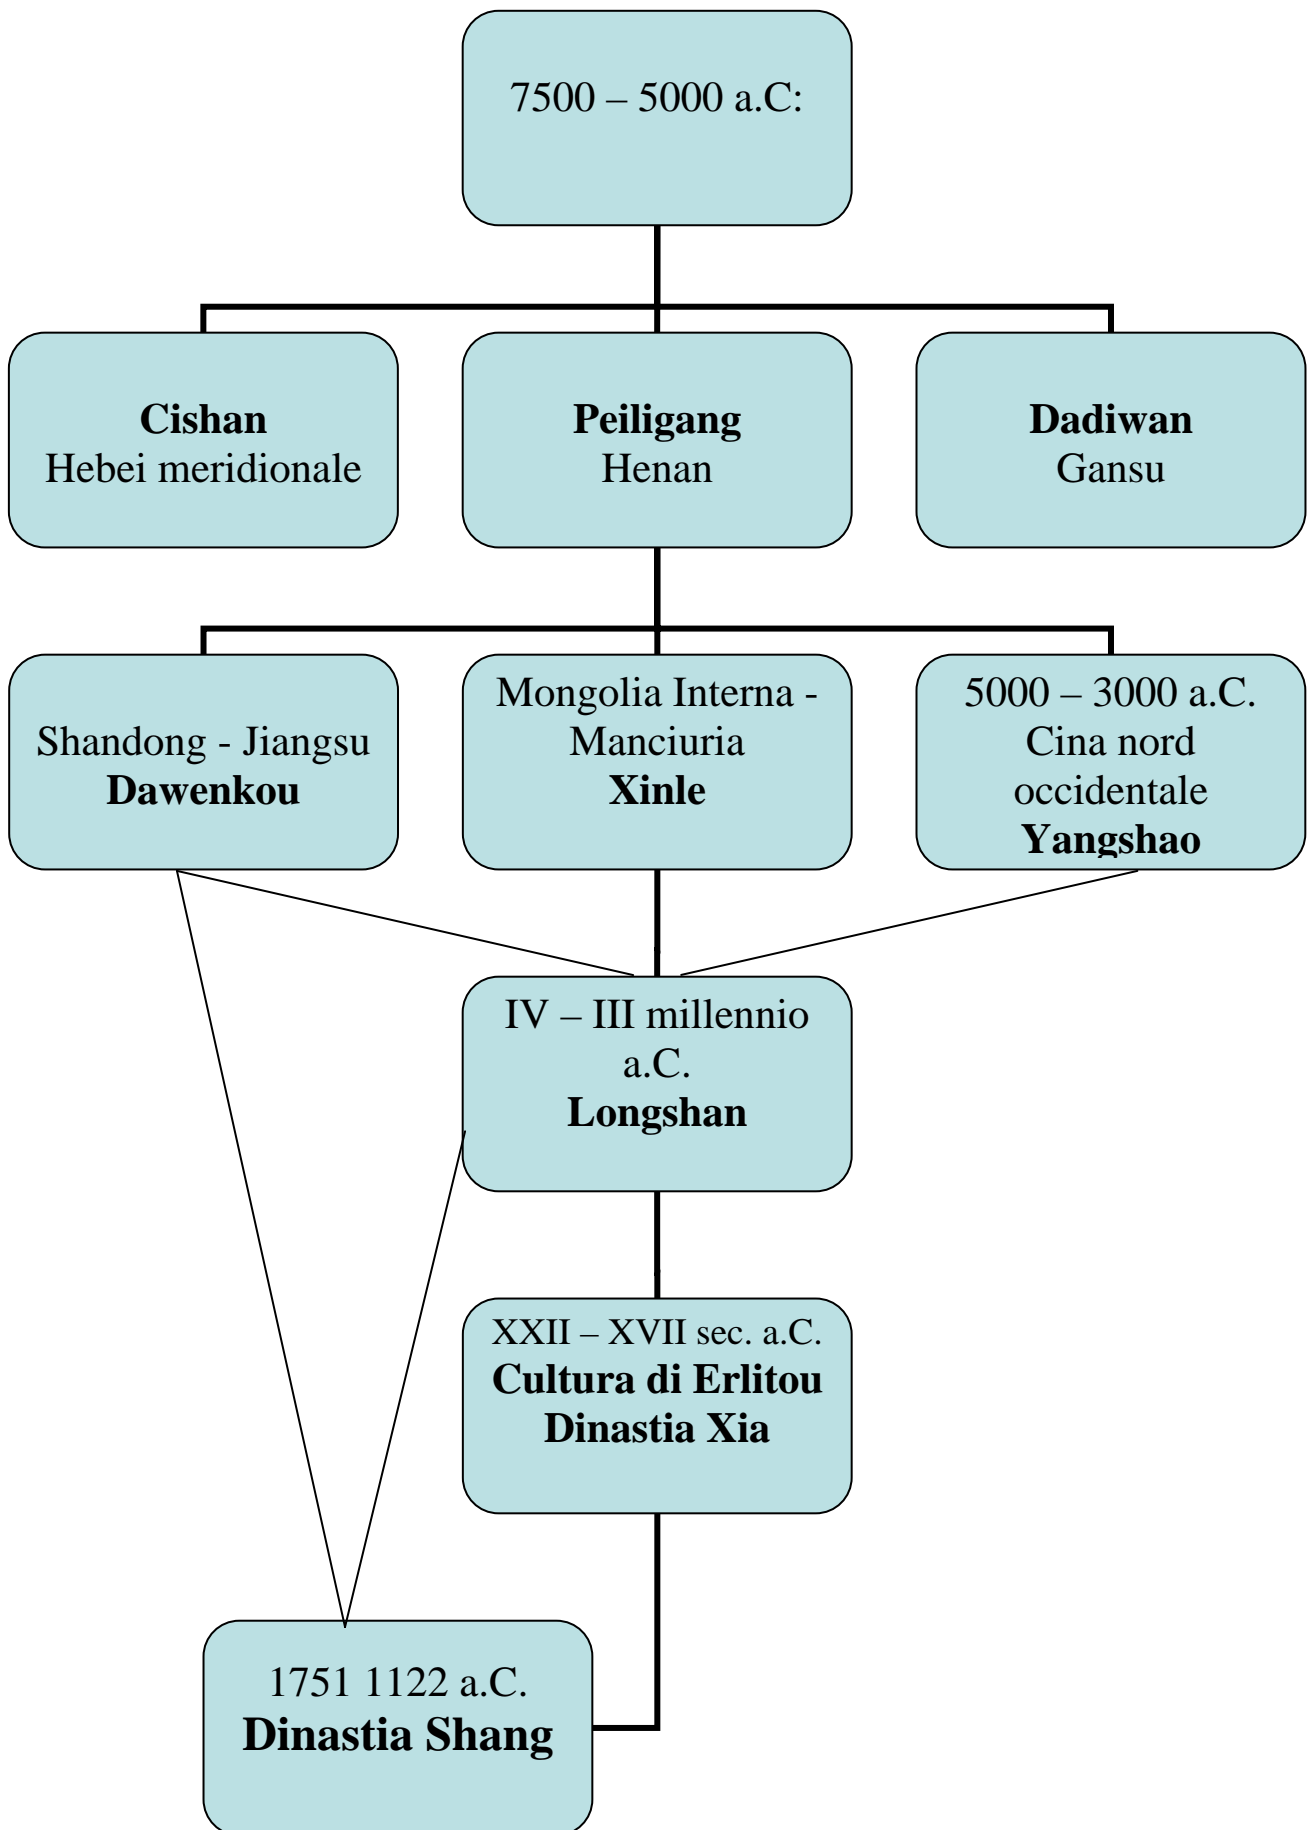 7500 – 5000 a.C:
Cishan
Hebei meridionale
Peiligang
Henan
Dadiwan
Gansu
Shandong - Jiangsu
Dawenkou
Mongolia Interna -
Manciuria
Xinle
5000 – 3000 a.C.
Cina nord
occidentale
Yangshao
IV – III millennio
a.C.
Longshan
XXII – XVII sec. a.C.
Cultura di Erlitou
Dinastia Xia
1751 1122 a.C.
Dinastia Shang